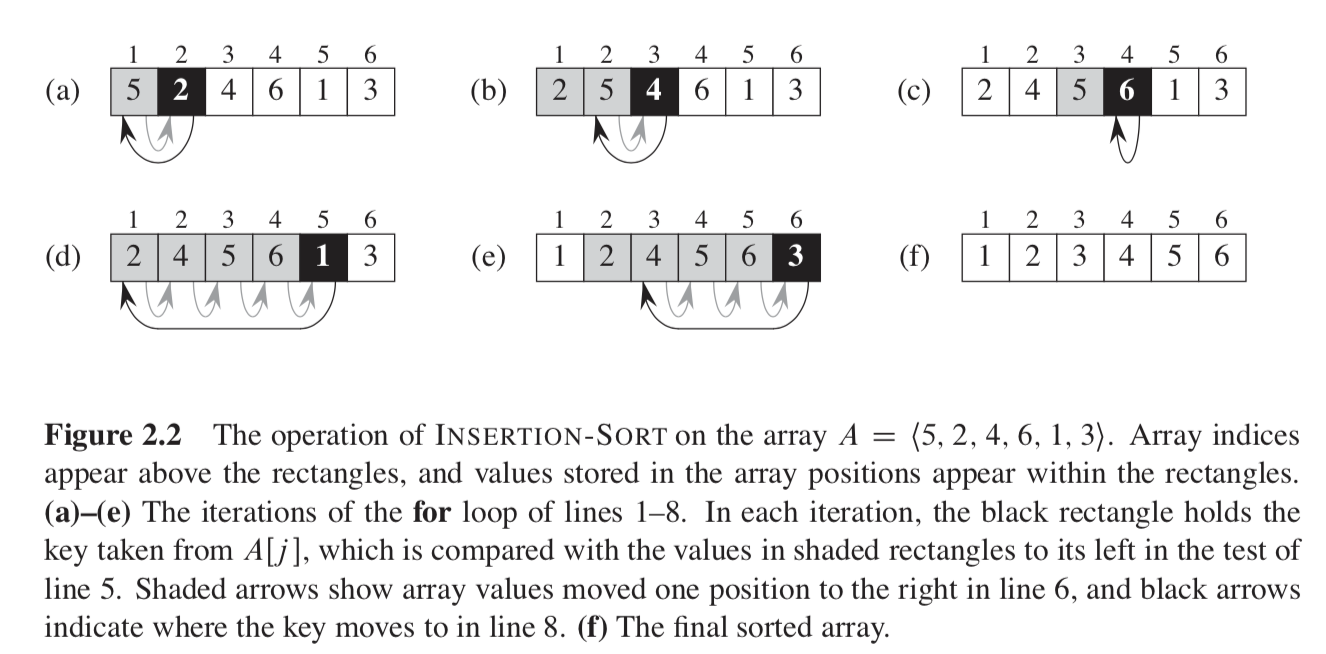 1 2 3 4 5 6 1 2 3 4 5 6 1 2 3 4 5 6
(a) 5 2 4 6 1 3 (b) 2 5 4 6 1 3 (c) 2 4 5 6 1 3
1 2 3 4 5 6 1 2 3 4 5 6 1 2 3 4 5 6
(d) 2 4 5 6 1 3 (e) 1 2 4 5 6 3 (f) 1 2 3 4 5 6
Figure 2.2 The operation of INSERTION-SORT on the array A = ⟨5, 2, 4, 6, 1, 3⟩. Array indices
appear above the rectangles, and values stored in the array positions appear within the rectangles.
(a)–(e) The iterations of the for loop of lines 1–8. In each iteration, the black rectangle holds the
key taken from A[j], which is compared with the values in shaded rectangles to its left in the test of
line 5. Shaded arrows show array values moved one position to the right in line 6, and black arrows
indicate where the key moves to in line 8. (f) The final sorted array.